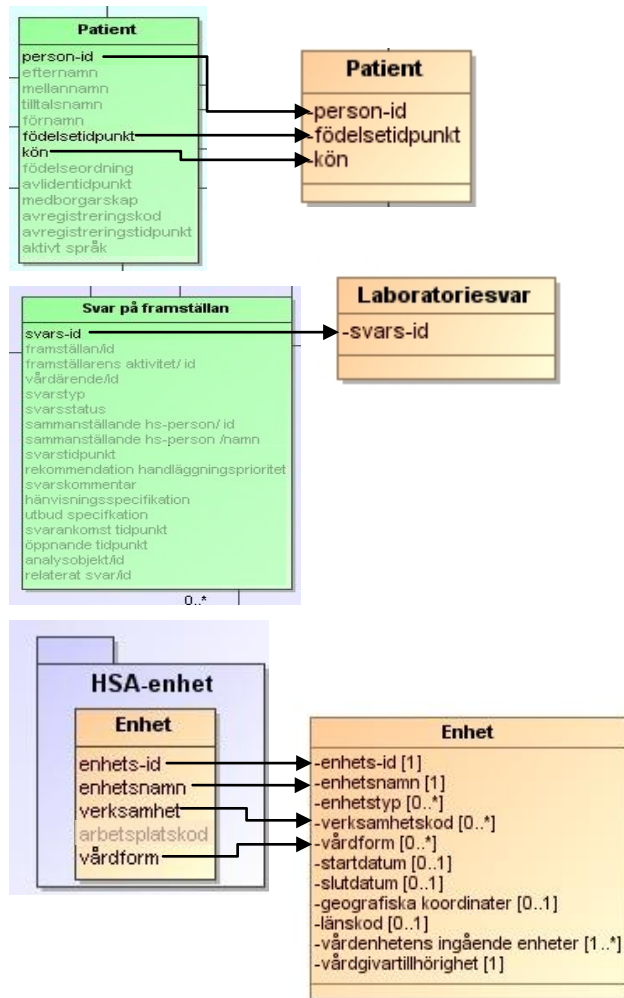 Patient
person-id
efternamn
mellannamn
tilltalsnamn
förnamn
födelsetidpunkt
kön
födelseordning
avlidentidpunkt
medborgarskap
avregistreringskod
avregistreringstidpunkt
aktivt språk
Patient
-person-id
-födelsetidpunkt
-kön
Svar på framställan
svars-id
framställan/id
framställarens aktivitet/ id
vårdärende/id
svarstyp
svarsstatus
sammanställande hs-person/ id
sammanställande hs-person /namn
svarstidpunkt
rekommendation handläggningsprioritet
svarskommentar
hänvisningsspecifikation
utbud specifkation
svarankomst tidpunkt
öppnande tidpunkt
analysobjekt/id
relaterat svar/id
0..*
Laboratoriesvar
-svars-id
HSA-enhet
Enhet
enhets-id
enhetsnamn
verksamhet
arbetsplatskod
vårdform
Enhet
-enhets-id [1]
-enhetsnamn [1]
-enhetstyp [0..*]
-verksamhetskod [0..*]
-vårdform [0..*]
-startdatum [0..1]
-slutdatum [0..1]
-geografiska koordinater [0..1]
-länskod [0..1]
-vårdenhetens ingående enheter [1..*]
-vårdgivartillhörighet [1]